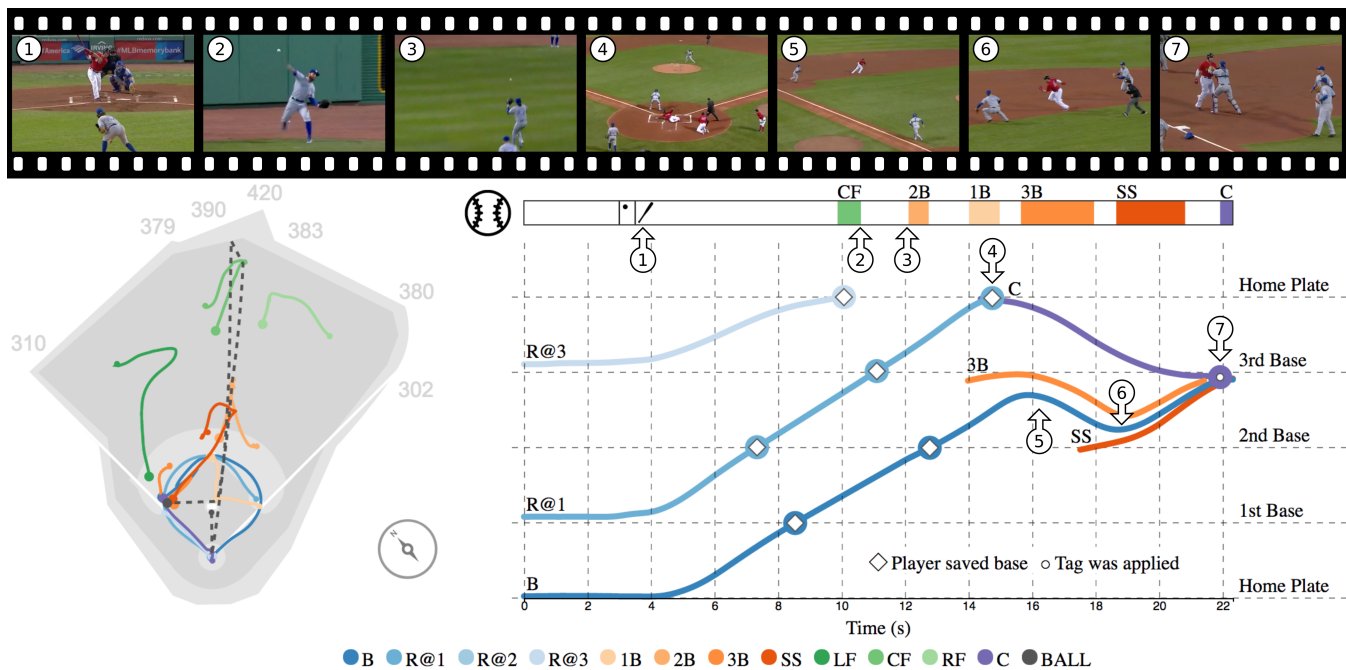 1
2
3
4
5
6
7
#MLBmemorybank
CF
2B
1B
3B
SS
C
1
2
3
420
390
379
383
380
310
302
N
4
C
Home Plate
R@3
7
3rd Base
3B
6
5
SS
2nd Base
R@1
1st Base
Player saved base
Tag was applied
B
Home Plate
0 2 4 6 8 10 12 14 16 18 20 22
Time (s)
B R@1 R@2 R@3 1B 2B 3B SS LF CF RF C BALL